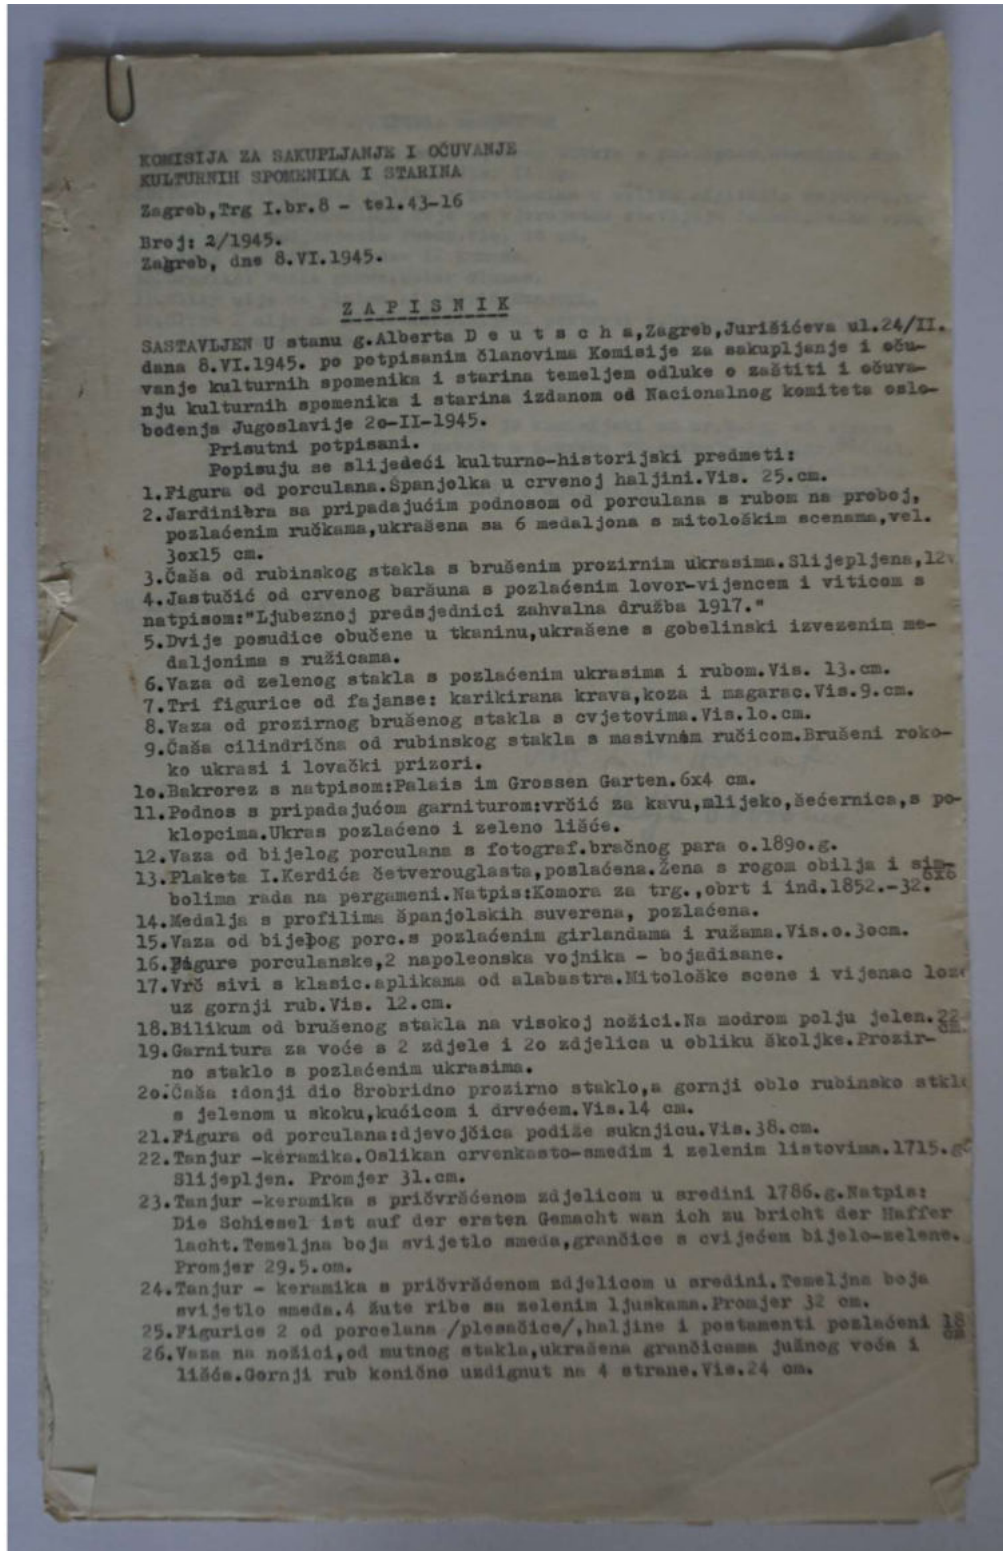 KOMISIJA ZA SAKUPLJANJE I OČUVANJE
KULTURNIH SPOMENIKA I STARINA
Zagreb,Trg I.br.8 - tel.43-16
Broj: 2/1945.
Zagreb, dne 8.VI.1945.
Z A P I S N I K
SASTAVLJEN U stanu g.Alberta D e u t s c h a,Zagreb,Jurišićeva ul.24/II.
dana 8.VI.1945. po potpisanim članovima Komisije za sakupljanje i oču-
vanje kulturnih spomenika i starina temeljem odluke o zaštiti i očuva-
nju kulturnih spomenika i starina izdanom od Nacionalnog komiteta oslo-
bođenja Jugoslavije 2o-II-1945.
Prisutni potpisani.
Popisuju se slijedeći kulturno-historijski predmeti:
1.Figura od porculana.Španjolka u crvenoj haljini.Vis. 25.cm.
2.Jardinièra sa pripadajućim podnosom od porculana s rubom na proboj,
pozlaćenim ručkama,ukrašena sa 6 medaljona s mitološkim scenama,vel.
3ox15 cm.
3.Čaša od rubinskog stakla s brušenim prozirnim ukrasima.Slijepljena,12
4.Jastučić od crvenog baršuna s pozlaćenim lovor-vijencem i viticom s
natpisom:"Ljubeznoj predsjednici zahvalna družba 1917."
5.Dvije posudice obučene u tkaninu,ukrašene s gobelinski izvezenim me-
daljonima s ružicama.
6.Vaza od zelenog stakla s pozlaćenim ukrasima i rubom.Vis. 13.cm.
7.Tri figurice od fajanse: karikirana krava,koza i magarac.Vis.9.cm.
8.Vaza od prozirnog brušenog stakla s cvjetovima.Vis.1o.cm.
9.Čaša cilindrična od rubinskog stakla s masivnom ručicom.Brušeni roko-
ko ukrasi i lovački prizori.
1o.Bakrorez s natpisom:Palais im Grossen Garten.6x4 cm.
11.Podnos s pripadajućom garniturom:vrčić za kavu,mlijeko,šećernica,s po-
klopcima.Ukras pozlaćeno i zeleno lišće.
12.Vaza od bijelog porculana s fotograf.bračnog para o.189o.g.
13.Plaketa I.Kerdića četverouglasta,poslaćena.Žena s rogom obilja i sim-
bolima rada na pergameni.Natpis:Komora za trg.,obrt i ind.1852.-32. 6x6
14.Medalja s profilima španjolskih suverena, pozlaćena.
15.Vaza od bijelog porc.s pozlaćenim girlandama i ružama.Vis.o.3ocm.
16.Figure porculanske,2 napoleonska vojnika - bojadisane.
17.Vrč sivi s klasic.aplikama od alabastra.Mitološke scene i vijenac loze
uz gornji rub.Vis. 12.cm.
18.Bilikum od brušenog stakla na visokoj nožici.Na modrom polju jelen.22 cm.
19.Garnitura za voće s 2 zdjele i 2o zdjelica u obliku školjke.Prozir-
no staklo s pozlaćenim ukrasima.
2o.Čaša :donji dio 8robridno prozirno staklo,a gornji oblo rubinsko stkl
s jelenom u skoku,kućicom i drvećem.Vis.14 cm.
21.Figura od porculana:djevojčica podiže suknjicu.Vis.38.cm.
22.Tanjur -keramika.Oslikan crvenkasto-smeđim i zelenim listovima.1715.g
Slijepljen. Promjer 31.cm.
23.Tanjur -keramika s pričvršćenom zdjelicom u sredini 1786.g.Natpis:
Die Schiesel ist auf der ersten Gemacht wan ich zu bricht der Haffer
lacht.Temeljna boja svijetlo smeđa,grančice s cvijećem bijelo-zelene.
Promjer 29.5.cm.
24.Tanjur - keramika s pričvršćenom zdjelicom u sredini.Temeljna boja
svijetlo smeđa.4 žute ribe sa zelenim ljuskama.Promjer 32 cm.
25.Figurice 2 od porcelana /plesačice/,haljine i postamenti pozlaćeni 18 cm
26.Vaza na nožici,od mutnog stakla,ukrašena grančicama južnog voća i
lišća.Gornji rub konično uzdignut na 4 strane.Vis.24 cm.